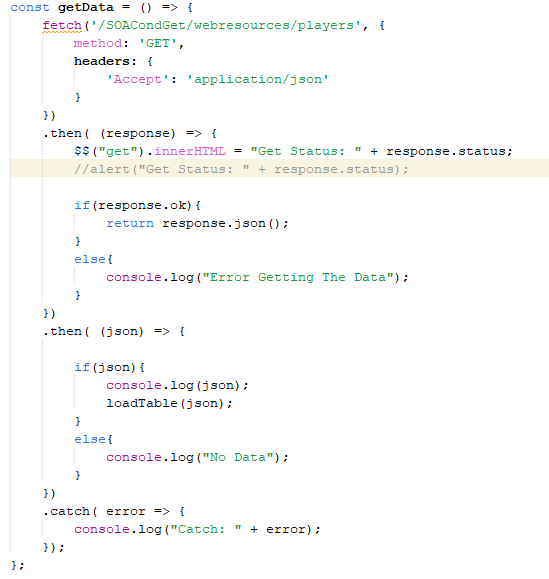 const getData = () => {
    fetch('/SOACondGet/webresources/players', {
        method: 'GET',
        headers: {
            'Accept': 'application/json'
        }
    })
    .then( (response) => {
        $$("get").innerHTML = "Get Status: " + response.status;
        //alert("Get Status: " + response.status);

        if(response.ok){
            return response.json();
        }
        else{
            console.log("Error Getting The Data");
        }
    })
    .then( (json) => {

        if(json){
            console.log(json);
            loadTable(json);
        }
        else{
            console.log("No Data");
        }
    })
    .catch( error => {
        console.log("Catch: " + error);
    });
};